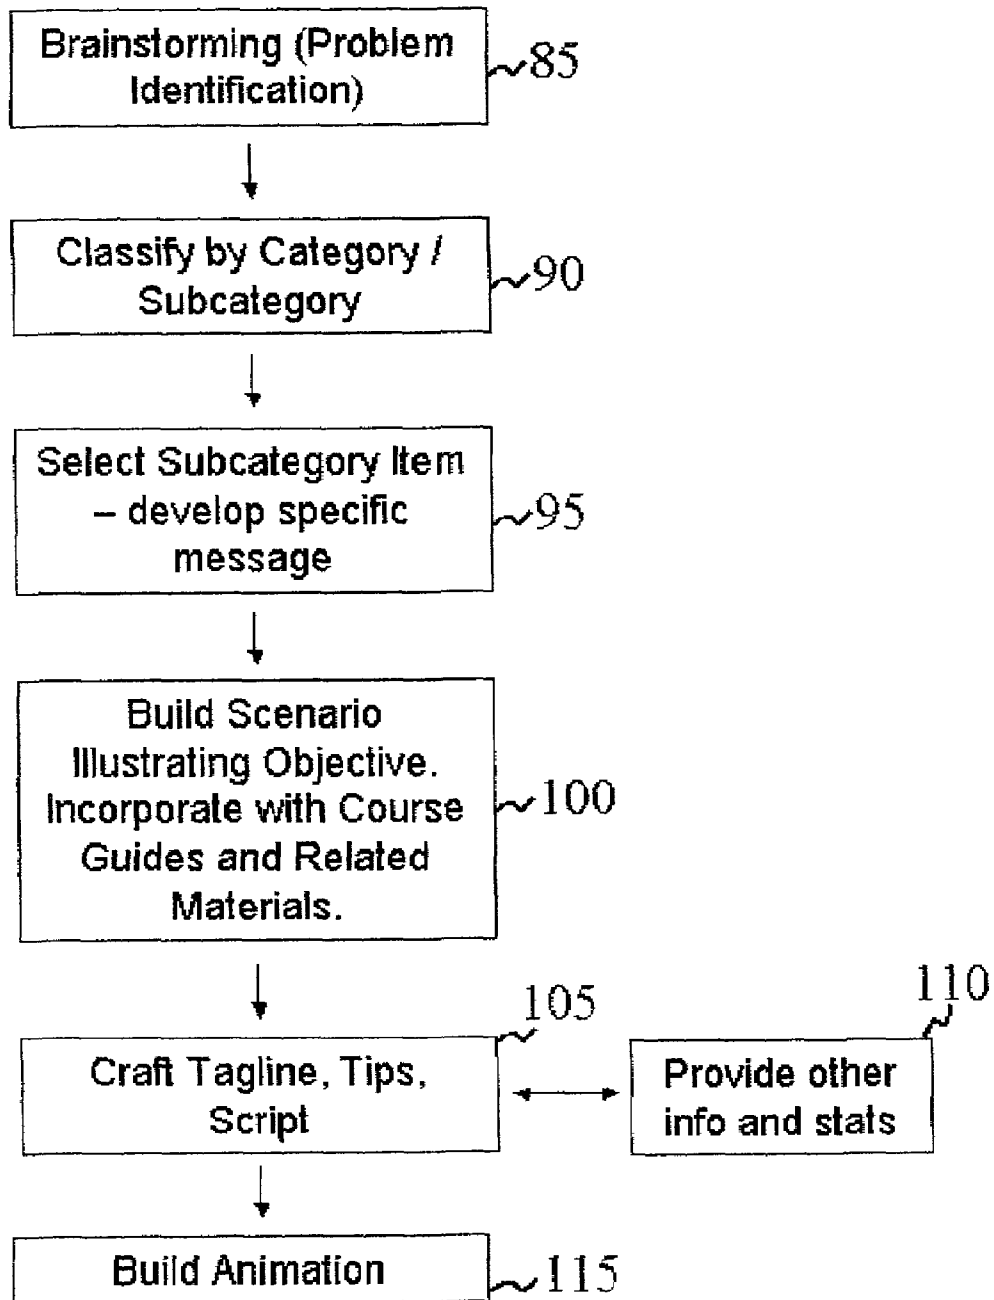 Brainstorming (Problem
Identification)
85
Classify by Category /
Subcategory
90
Select Subcategory Item
– develop specific
message
95
Build Scenario
Illustrating Objective.
Incorporate with Course
Guides and Related
Materials.
100
105
Craft Tagline, Tips,
Script
110
Provide other
info and stats
Build Animation
115